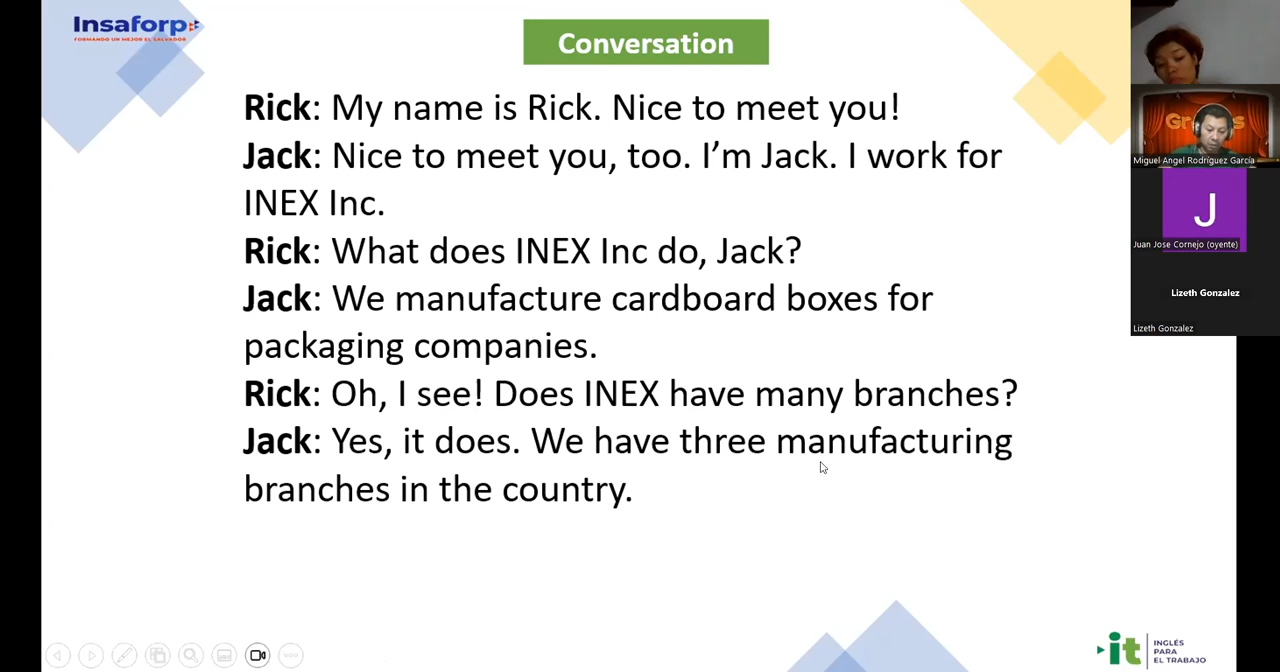 Insaforp
FORMANDO UN MEJOR EL SALVADOR
Conversation
Rick: My name is Rick. Nice to meet you!
Jack: Nice to meet you, too. I’m Jack. I work for
INEX Inc.
Rick: What does INEX Inc do, Jack?
Jack: We manufacture cardboard boxes for
packaging companies.
Rick: Oh, I see! Does INEX have many branches?
Jack: Yes, it does. We have three manufacturing
branches in the country.
Miguel Angel Rodríguez García
J
Juan Jose Cornejo (oyente)
Lizeth Gonzalez
Lizeth Gonzalez
it
INGLÉS
PARA
EL TRABAJO